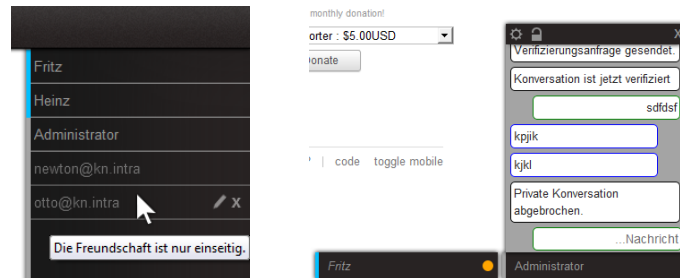 Fritz
Heinz
Administrator
newton@kn.intra
otto@kn.intra
x
Die Freundschaft ist nur einseitig.
monthly donation!
orter : $5.00USD
Donate
| code toggle mobile
Fritz
X
Verifizierungsanfrage gesendet.
Konversation ist jetzt verifiziert
sdfdsf
kpjik
kjkl
Private Konversation
abgebrochen.
...Nachricht
Administrator